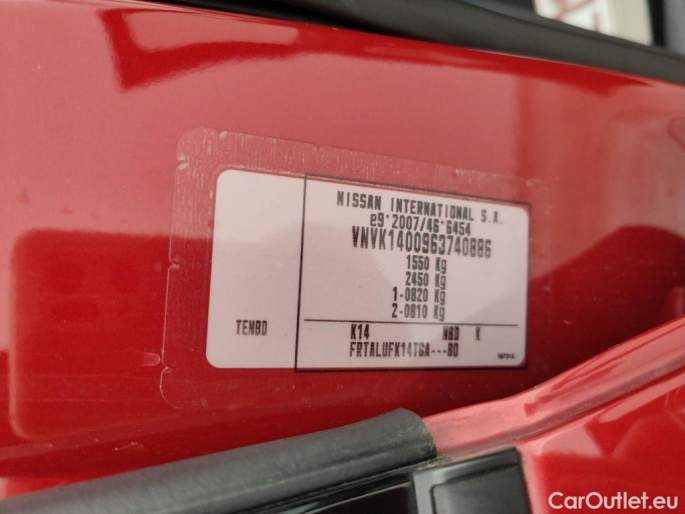 NISSAN INTERNATIONAL S.A.
e9*2007/46*6454
VNVK1400963740886
1550 Kg
2450 Kg
1-0820 Kg
2-0810 Kg
TENBD
K14 NBD K
FRTALUFK14TGA---BO
CarOutlet.eu